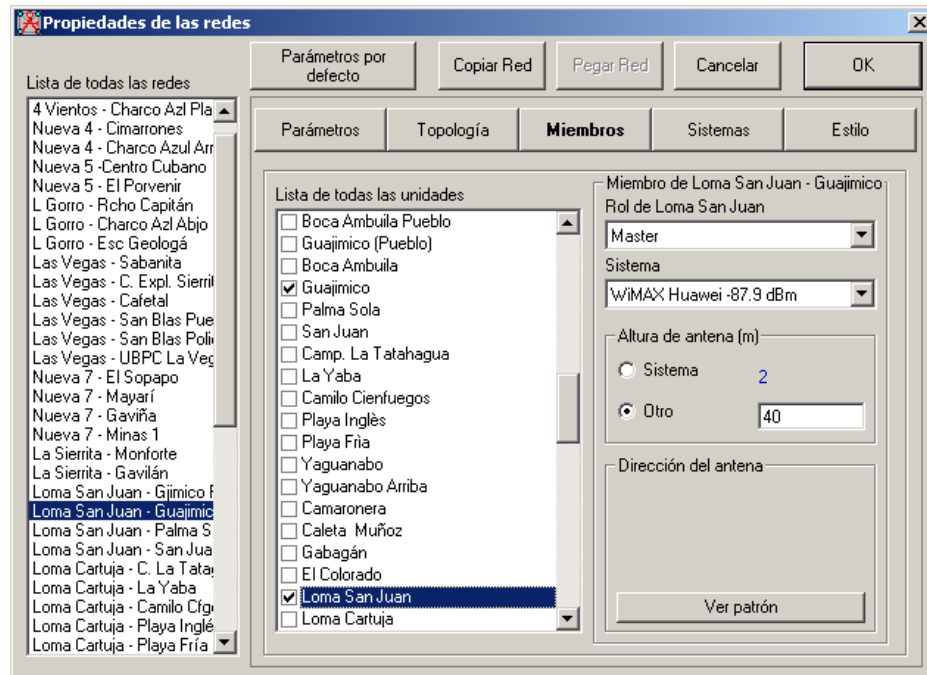 Propiedades de las redes
Parámetros por defecto
Copiar Red
Pegar Red
Cancelar
OK
Lista de todas las redes
4 Vientos - Charco Azl Pla
Nueva 4 - Cimarrones
Nueva 4 - Charco Azul Arr
Nueva 5 -Centro Cubano
Nueva 5 - El Porvenir
L Gorro - Rcho Capitán
L Gorro - Charco Azl Abjo
L Gorro - Esc Geologá
Las Vegas - Sabanita
Las Vegas - C. Expl. Sierri
Las Vegas - Cafetal
Las Vegas - San Blas Pue
Las Vegas - San Blas Poli
Las Vegas - UBPC La Veg
Nueva 7 - El Sopapo
Nueva 7 - Mayarí
Nueva 7 - Gaviña
Nueva 7 - Minas 1
La Sierrita - Monforte
La Sierrita - Gavilán
Loma San Juan - Gjimico P
Loma San Juan - Guajimic
Loma San Juan - Palma S
Loma San Juan - San Jua
Loma Cartuja - C. La Tata
Loma Cartuja - La Yaba
Loma Cartuja - Camilo Cfg
Loma Cartuja - Playa Inglé
Loma Cartuja - Playa Fría
Parámetros
Topología
Miembros
Sistemas
Estilo
Lista de todas las unidades
Boca Ambuila Pueblo
Guajimico (Pueblo)
Boca Ambuila
Guajimico
Palma Sola
San Juan
Camp. La Tatahagua
La Yaba
Camilo Cienfuegos
Playa Inglès
Playa Frìa
Yaguanabo
Yaguanabo Arriba
Camaronera
Caleta Muñoz
Gabagán
El Colorado
Loma San Juan
Loma Cartuja
Miembro de Loma San Juan - Guajimico
Rol de Loma San Juan
Master
Sistema
WiMAX Huawei -87.9 dBm
Altura de antena (m)
Sistema
2
Otro
40
Dirección del antena
Ver patrón